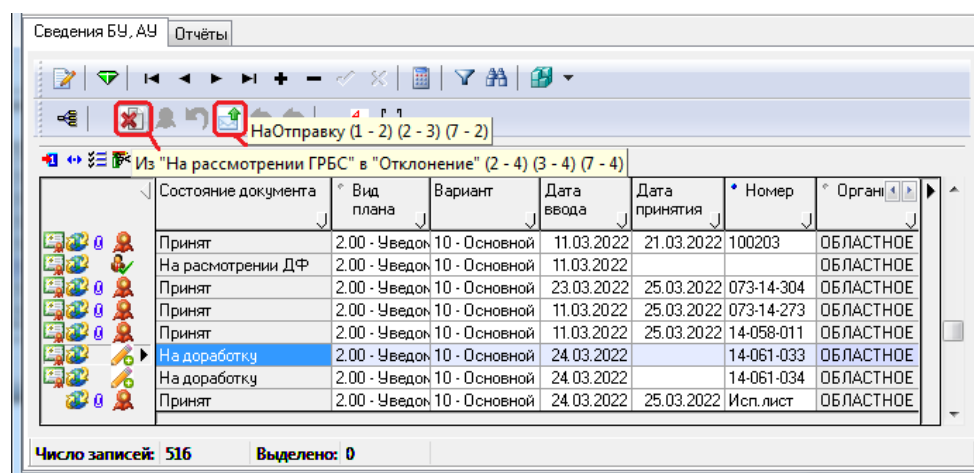 Сведения БУ, АУ Отчёты
НаОтправку (1 - 2) (2 - 3) (7 - 2)
Из "На рассмотрении ГРБС" в "Отклонение" (2 - 4) (3 - 4) (7 - 4)
Состояние документа Вид плана Вариант Дата ввода Дата принятия Номер Органи
Принят 2.00 - Уведом 10 - Основной 11.03.2022 21.03.2022 100203 ОБЛАСТНОЕ
На расмотрении ДФ 2.00 - Уведом 10 - Основной 11.03.2022 ОБЛАСТНОЕ
Принят 2.00 - Уведом 10 - Основной 23.03.2022 25.03.2022 073-14-304 ОБЛАСТНОЕ
Принят 2.00 - Уведом 10 - Основной 11.03.2022 25.03.2022 073-14-273 ОБЛАСТНОЕ
Принят 2.00 - Уведом 10 - Основной 11.03.2022 25.03.2022 14-058-011 ОБЛАСТНОЕ
На доработку 2.00 - Уведом 10 - Основной 24.03.2022 14-061-033 ОБЛАСТНОЕ
На доработку 2.00 - Уведом 10 - Основной 24.03.2022 14-061-034 ОБЛАСТНОЕ
Принят 2.00 - Уведом 10 - Основной 24.03.2022 25.03.2022 Исп.лист ОБЛАСТНОЕ
Число записей: 516 Выделено: 0